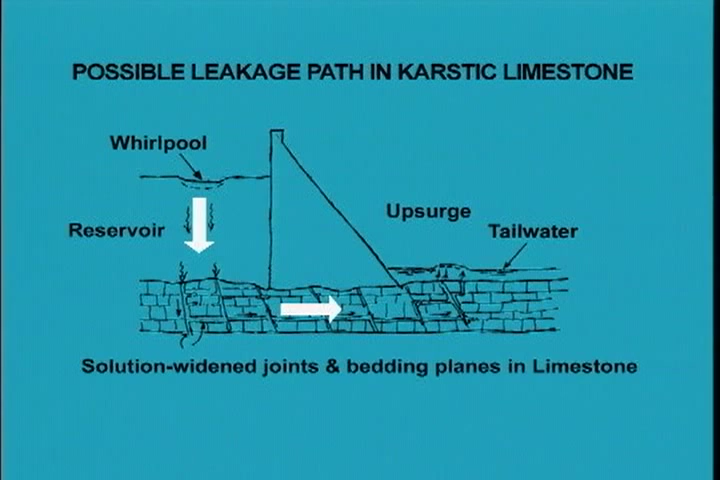 POSSIBLE LEAKAGE PATH IN KARSTIC LIMESTONE
Whirlpool
Upsurge
Reservoir
Tailwater
Solution-widened joints & bedding planes in Limestone